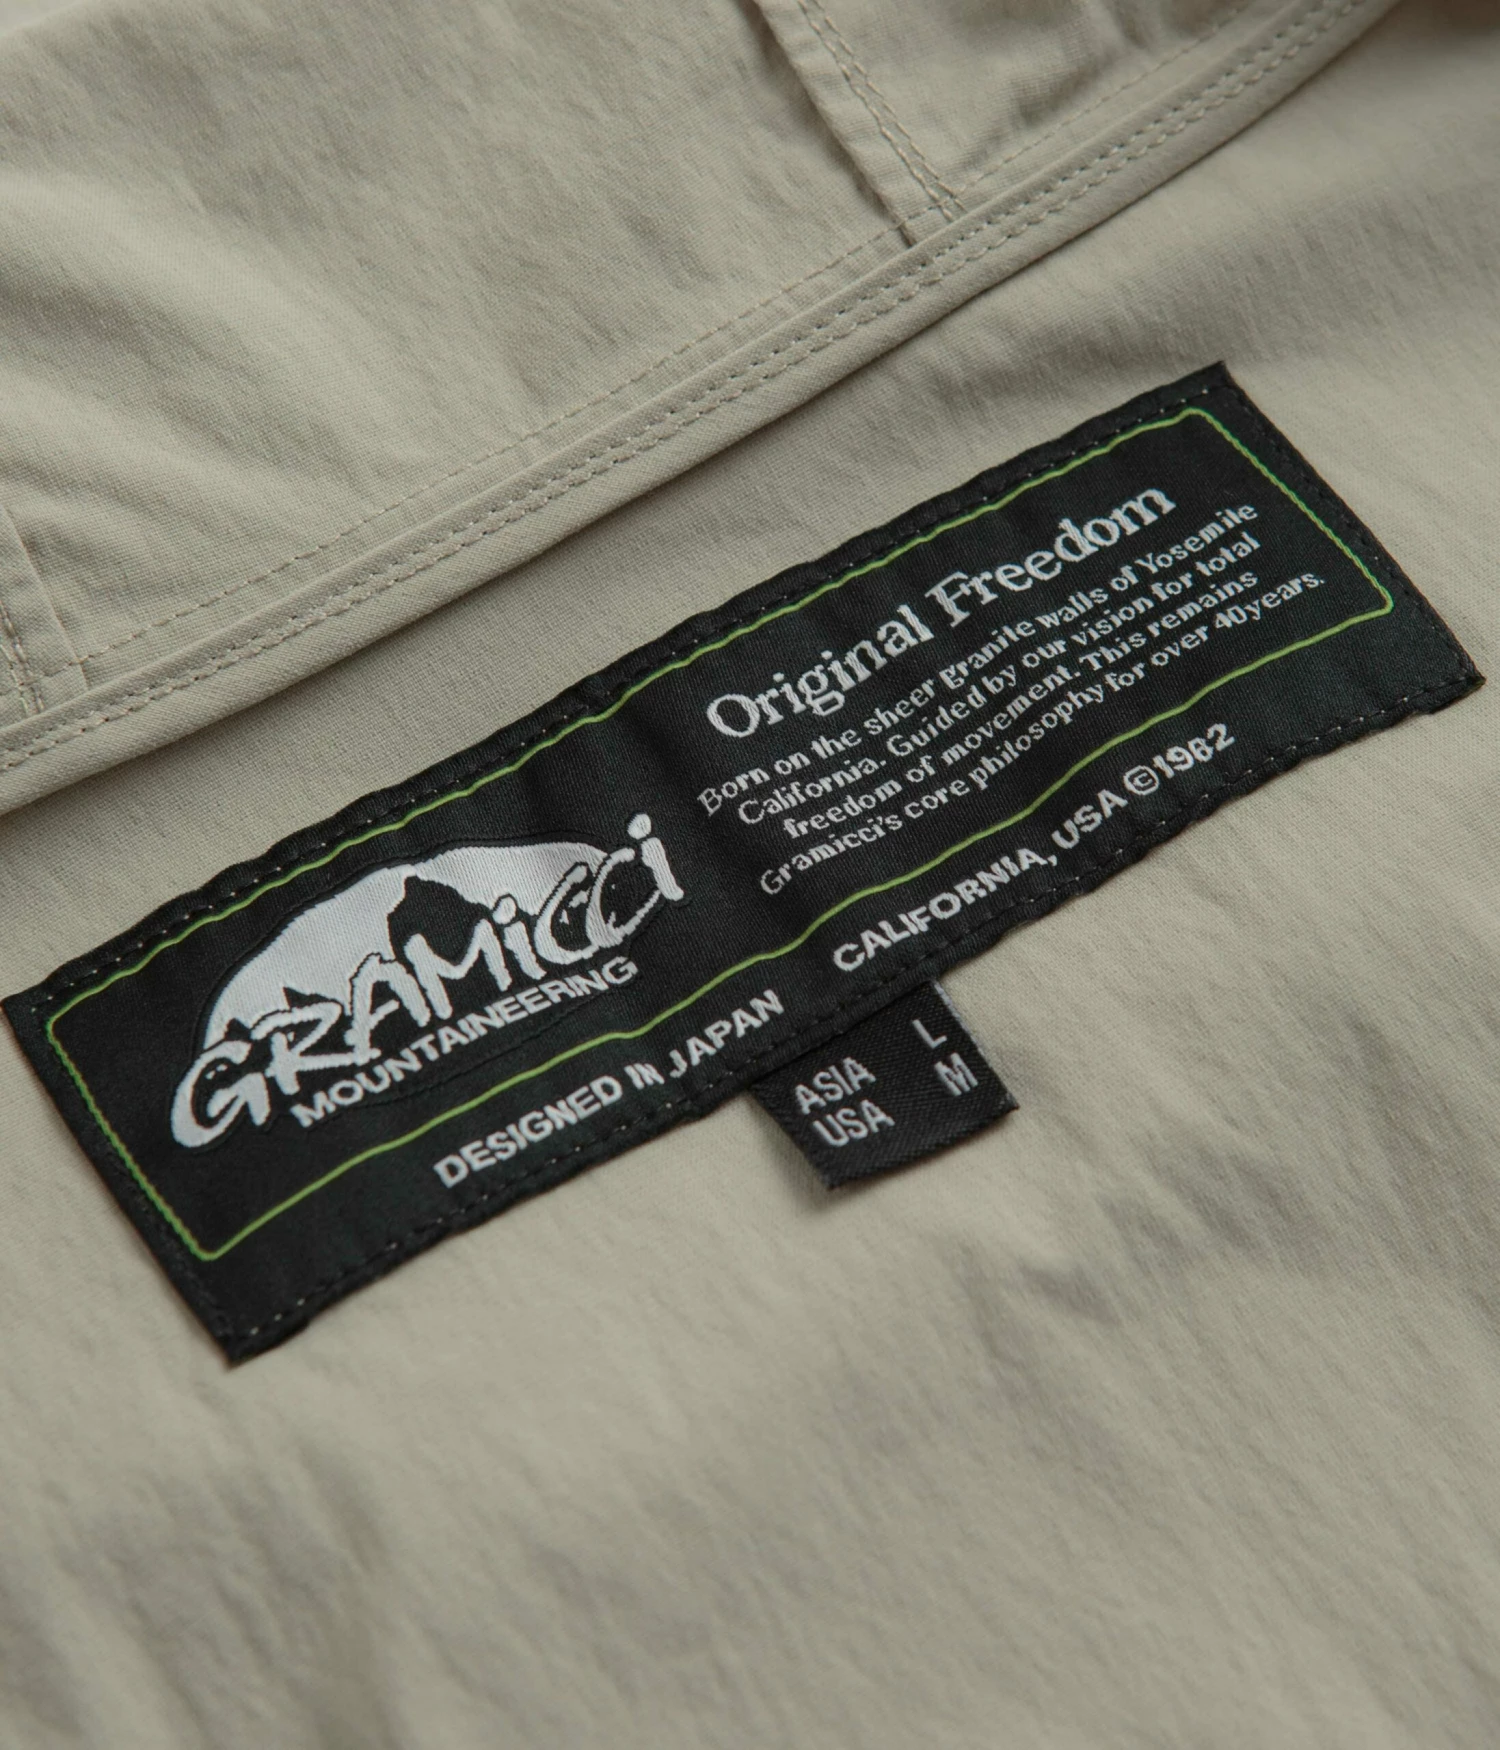 GRAMiCCi
MOUNTAINEERING
Original Freedom
Born on the sheer granite walls of Yosemile
California. Guided by our vision for total
freedom of movement. This remains
Gramicci's core philosophy for over 40years.
DESIGNED IN JAPAN
CALIFORNIA, USA ©1982
ASIA L
USA M